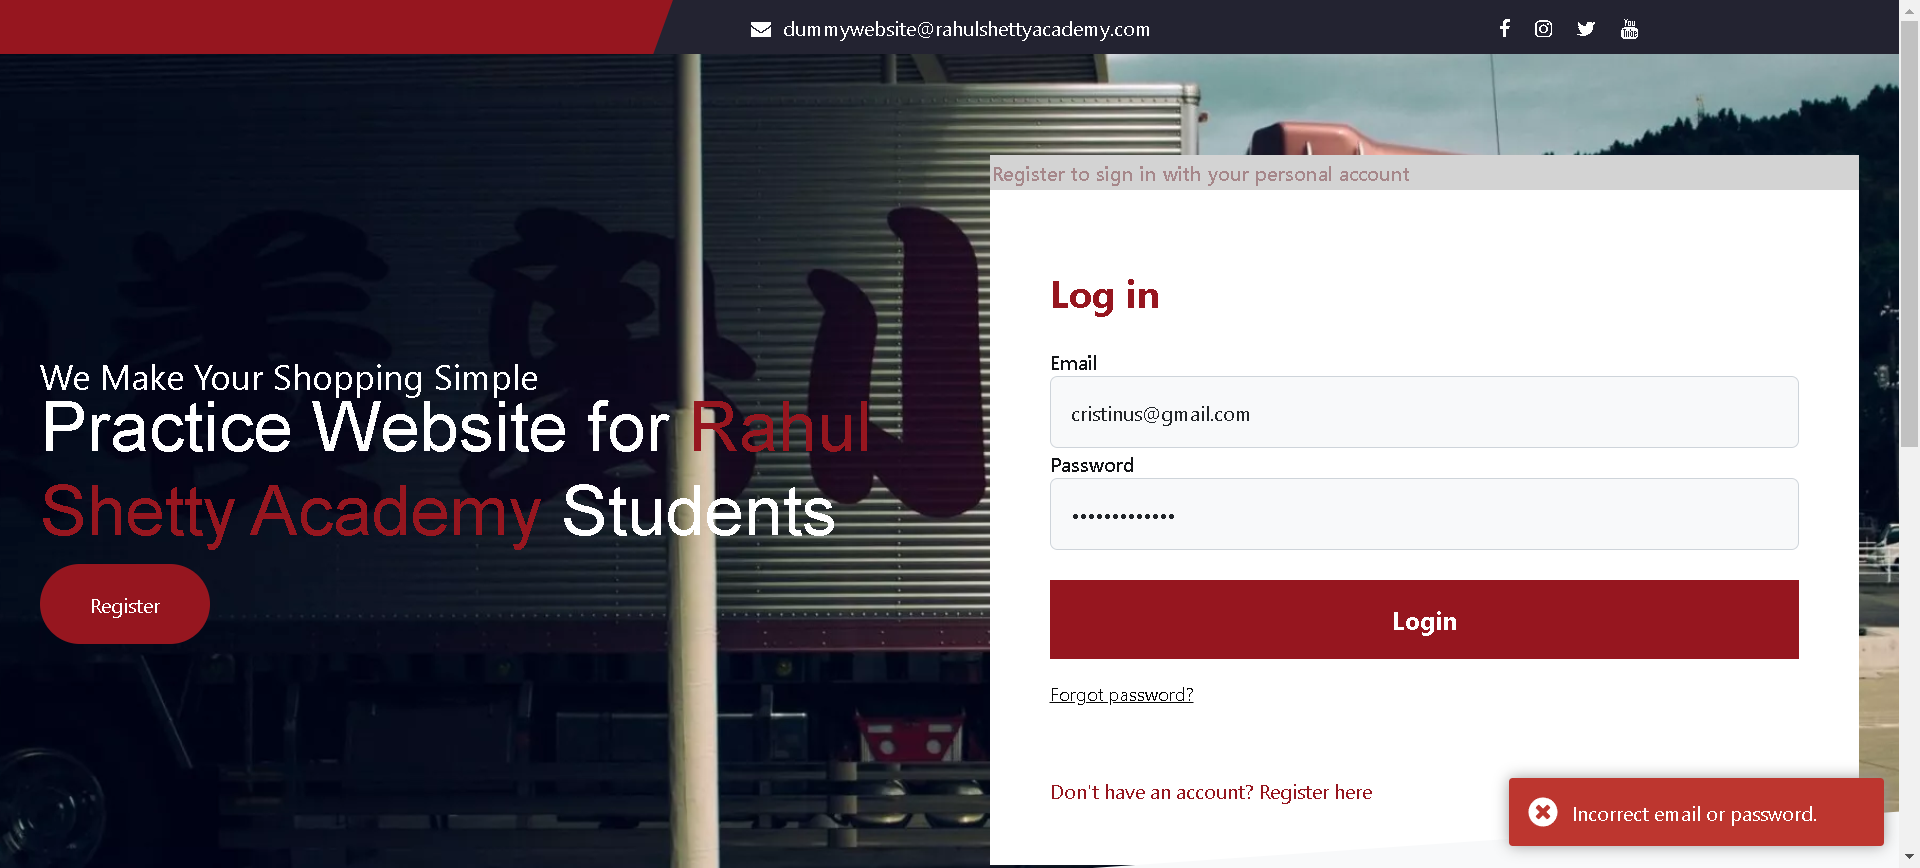 dummywebsite@rahulshettyacademy.com
We Make Your Shopping Simple
Practice Website for Rahul
Shetty Academy Students
Register
Register to sign in with your personal account
Log in
Email
cristinus@gmail.com
Password
•••••••••••••
Login
Forgot password?
Don't have an account? Register here
Incorrect email or password.